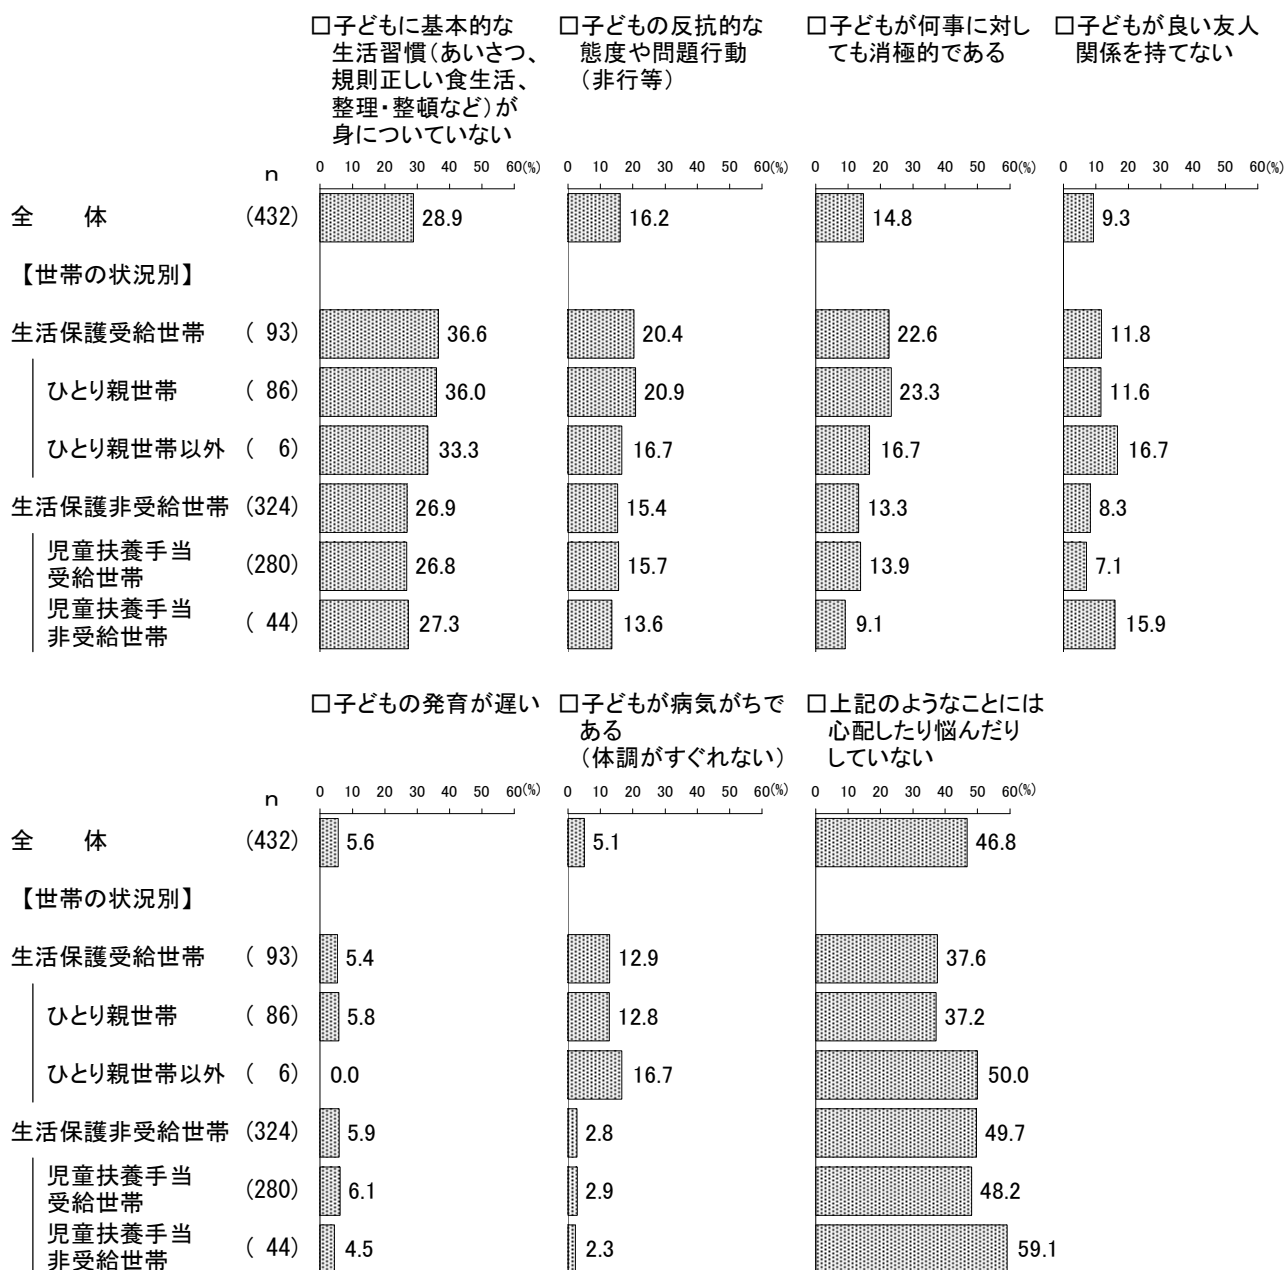 □子どもに基本的な
生活習慣(あいさつ、
規則正しい食生活、
整理・整頓など)が
身についていない
□子どもの反抗的な
態度や問題行動
(非行等)
□子どもが何事に対し
ても消極的である
□子どもが良い友人
関係を持てない
n
0 10 20 30 40 50 60(%)
0 10 20 30 40 50 60(%)
0 10 20 30 40 50 60(%)
0 10 20 30 40 50 60(%)
全 体 (432) 28.9 16.2 14.8 9.3
【世帯の状況別】
生活保護受給世帯 ( 93) 36.6 20.4 22.6 11.8
ひとり親世帯 ( 86) 36.0 20.9 23.3 11.6
ひとり親世帯以外 ( 6) 33.3 16.7 16.7 16.7
生活保護非受給世帯 (324) 26.9 15.4 13.3 8.3
児童扶養手当
受給世帯
(280) 26.8 15.7 13.9 7.1
児童扶養手当
非受給世帯
( 44) 27.3 13.6 9.1 15.9
□子どもの発育が遅い
□子どもが病気がちで
ある
(体調がすぐれない)
□上記のようなことには
心配したり悩んだり
していない
n
0 10 20 30 40 50 60(%)
0 10 20 30 40 50 60(%)
0 10 20 30 40 50 60(%)
全 体 (432) 5.6 5.1 46.8
【世帯の状況別】
生活保護受給世帯 ( 93) 5.4 12.9 37.6
ひとり親世帯 ( 86) 5.8 12.8 37.2
ひとり親世帯以外 ( 6) 0.0 16.7 50.0
生活保護非受給世帯 (324) 5.9 2.8 49.7
児童扶養手当
受給世帯
(280) 6.1 2.9 48.2
児童扶養手当
非受給世帯
( 44) 4.5 2.3 59.1